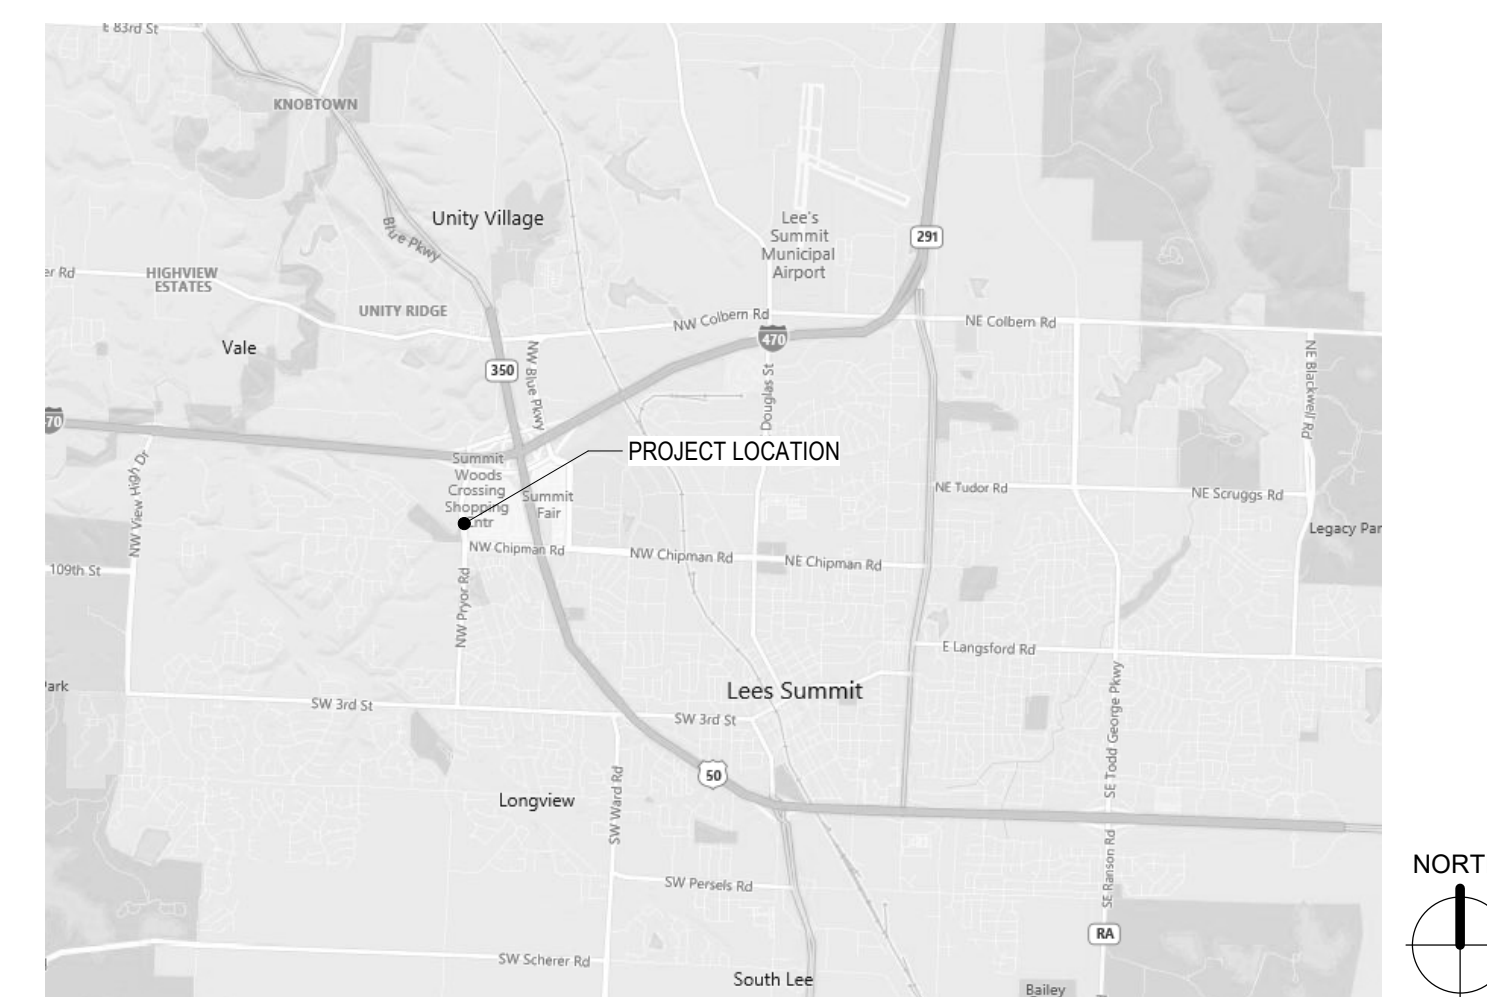 E 83rd St
KNOBTOWN
Unity Village
Blue Pkwy
Lee's
Summit
Municipal
Airport
291
er Rd
HIGHVIEW
ESTATES
UNITY RIDGE
NW Colbern Rd
NE Colbern Rd
470
Vale
350
NW Blue Pkwy
Douglas St
NE Blackwell Rd
70
PROJECT LOCATION
Summit
Woods
Crossing
Shopping
Cntr
Summit
Fair
NW View High Dr
NE Tudor Rd
NE Scruggs Rd
Legacy Par
NW Chipman Rd
NW Chipman Rd
NE Chipman Rd
109th St
NW Pryor Rd
E Langsford Rd
ark
Lees Summit
SW 3rd St
SW 3rd St
SE Todd George Pkwy
50
Longview
SW Ward Rd
SW Persels Rd
SE Ranson Rd
NORT
RA
SW Scherer Rd
South Lee
Bailey